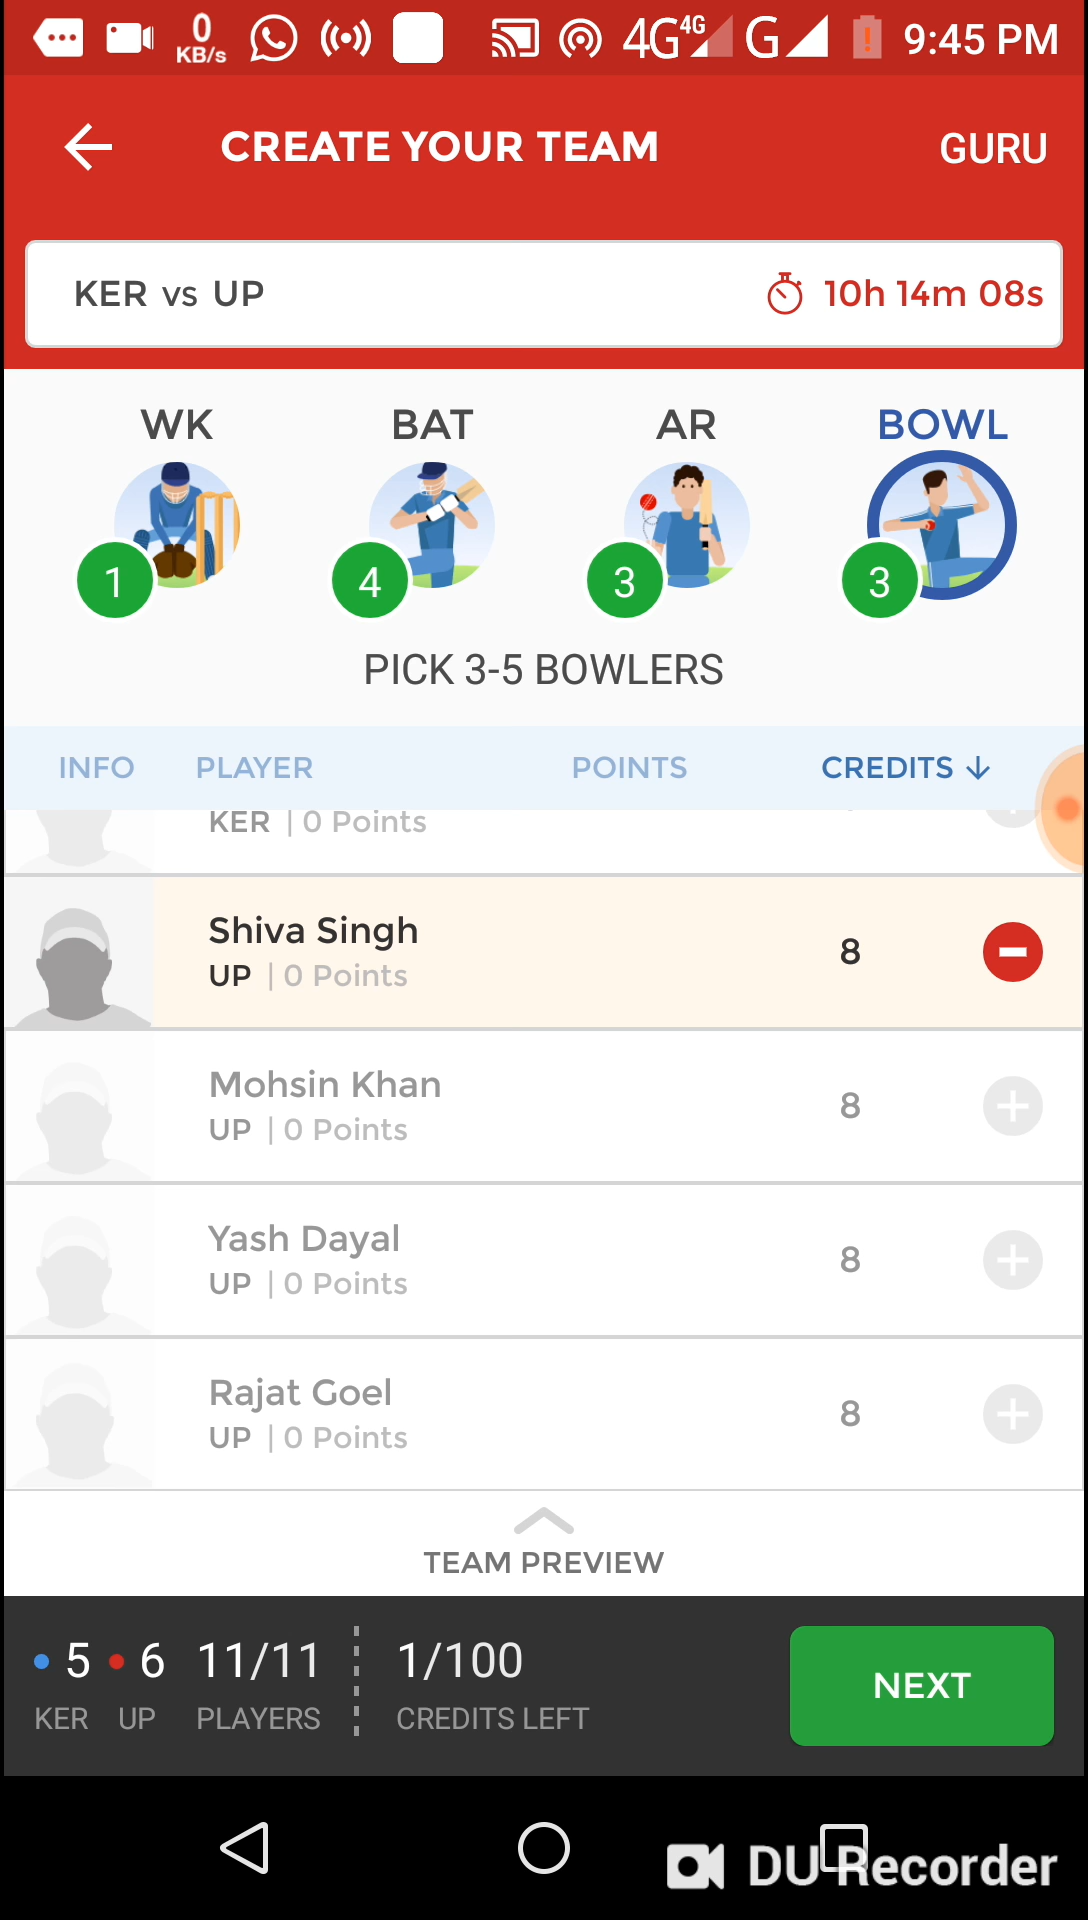 0 KB/s 4G 4G G ! 9:45 PM
CREATE YOUR TEAM GURU
KER vs UP 10h 14m 08s
WK BAT AR BOWL
1 4 3 3
PICK 3-5 BOWLERS
INFO PLAYER POINTS CREDITS ↓
KER | 0 Points
Shiva Singh
UP | 0 Points 8
Mohsin Khan
UP | 0 Points 8
Yash Dayal
UP | 0 Points 8
Rajat Goel
UP | 0 Points 8
TEAM PREVIEW
5 6 11/11 1/100
KER UP PLAYERS CREDITS LEFT
NEXT
DU Recorder